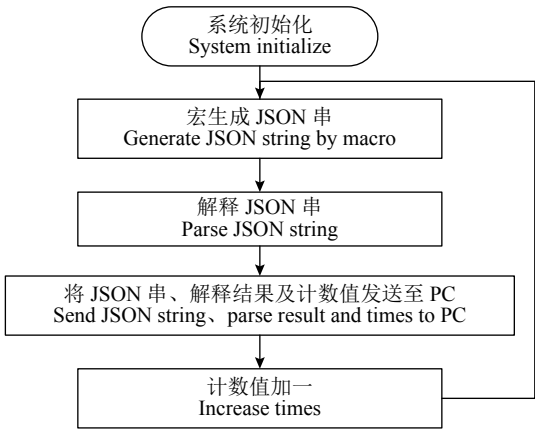 系统初始化
System initialize
宏生成 JSON 串
Generate JSON string by macro
解释 JSON 串
Parse JSON string
将 JSON 串、解释结果及计数值发送至 PC
Send JSON string、parse result and times to PC
计数值加一
Increase times